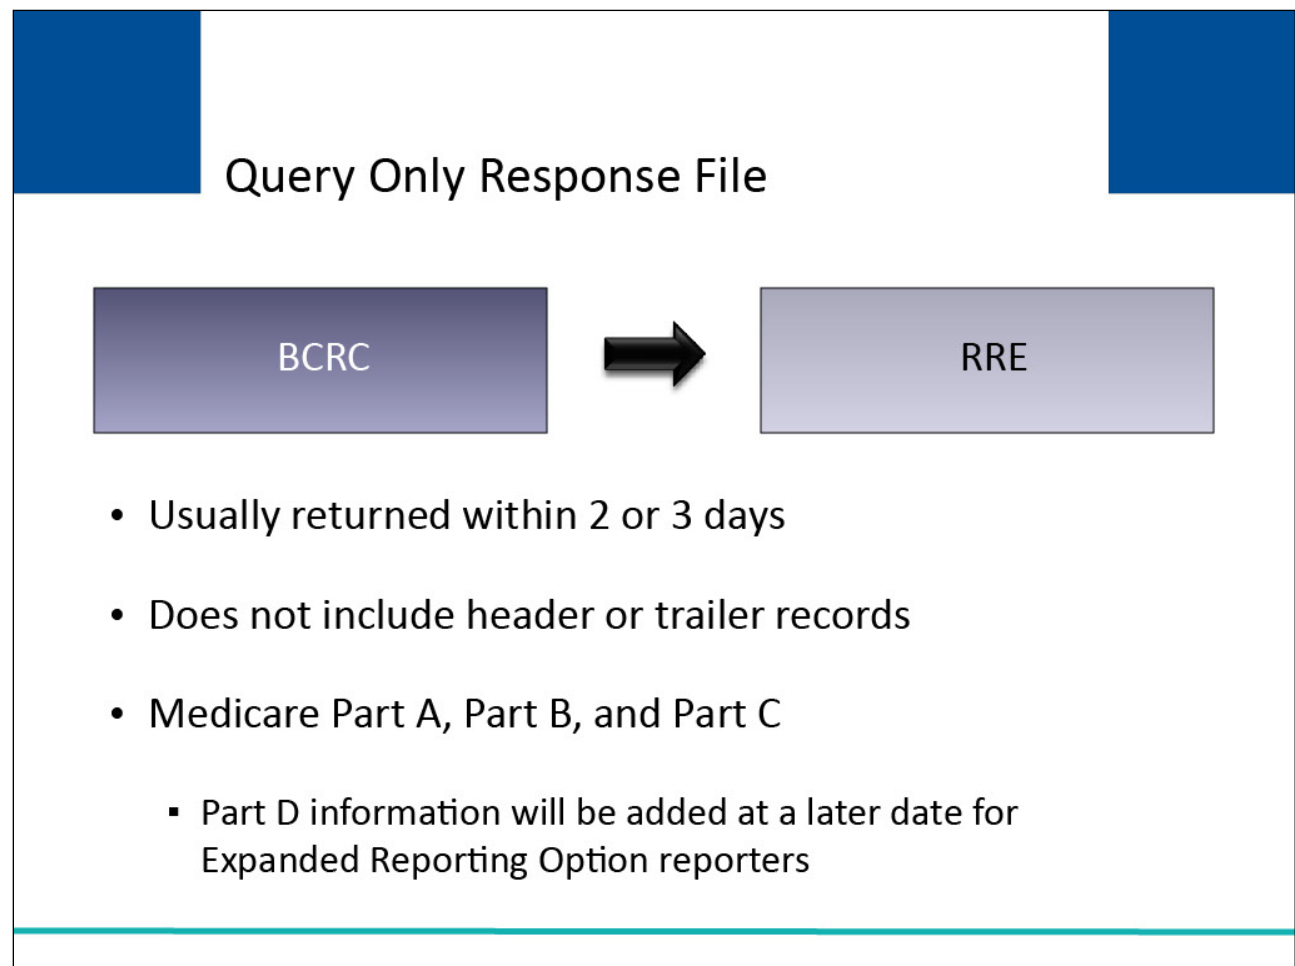 Query Only Response File
BCRC
RRE
• Usually returned within 2 or 3 days
• Does not include header or trailer records
• Medicare Part A, Part B, and Part C
▪ Part D information will be added at a later date for
Expanded Reporting Option reporters